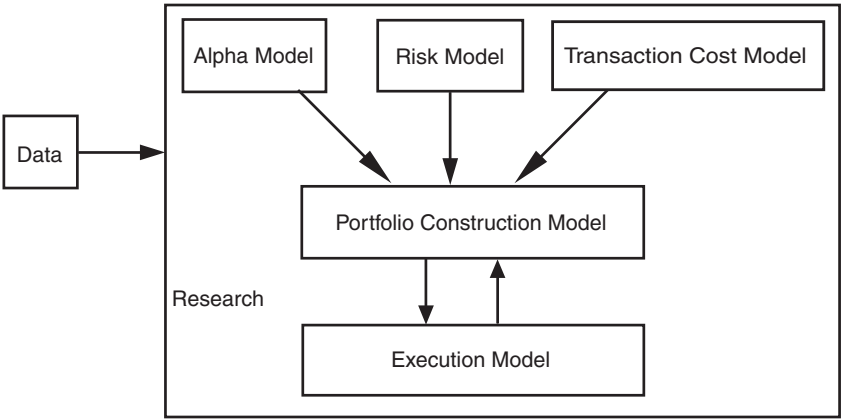 Alpha Model
Risk Model
Transaction Cost Model
Data
Portfolio Construction Model
Research
Execution Model